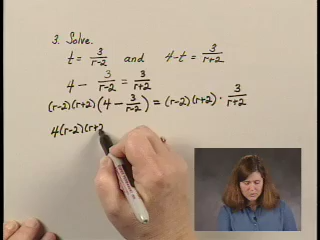 3. Solve.
t = 3/(r-2) and 4-t = 3/(r+2)
4 - 3/(r-2) = 3/(r+2)
(r-2)(r+2)(4 - 3/(r-2)) = (r-2)(r+2) · 3/(r+2)
4(r-2)(r+2